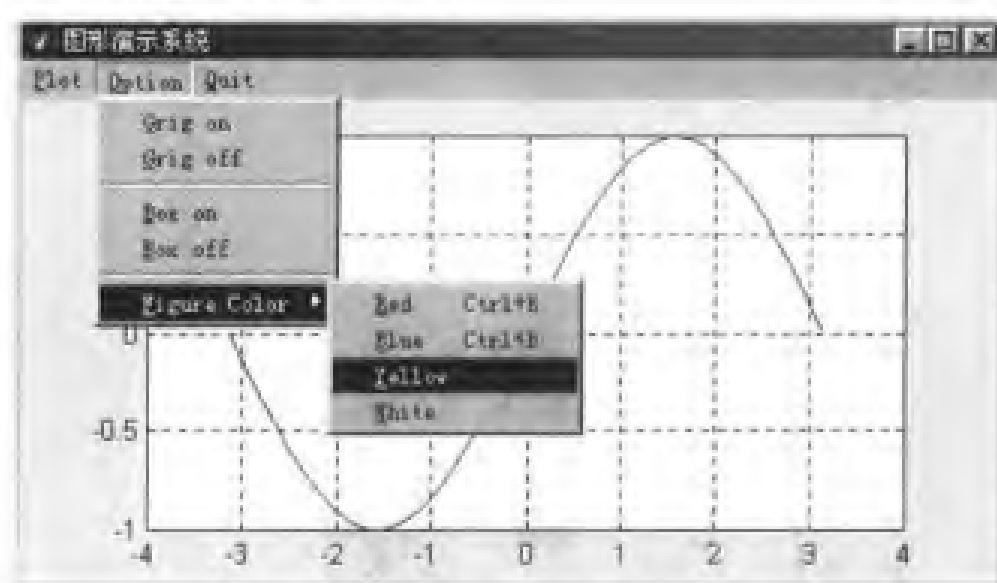 图形演示系统
Plot Option Quit
Grig on
Grig off
Box on
Box off
Figure Color
Red Ctrl+R
Blue Ctrl+B
Yellow
White
0
-0.5
-1
-4 -3 -2 -1 0 1 2 3 4